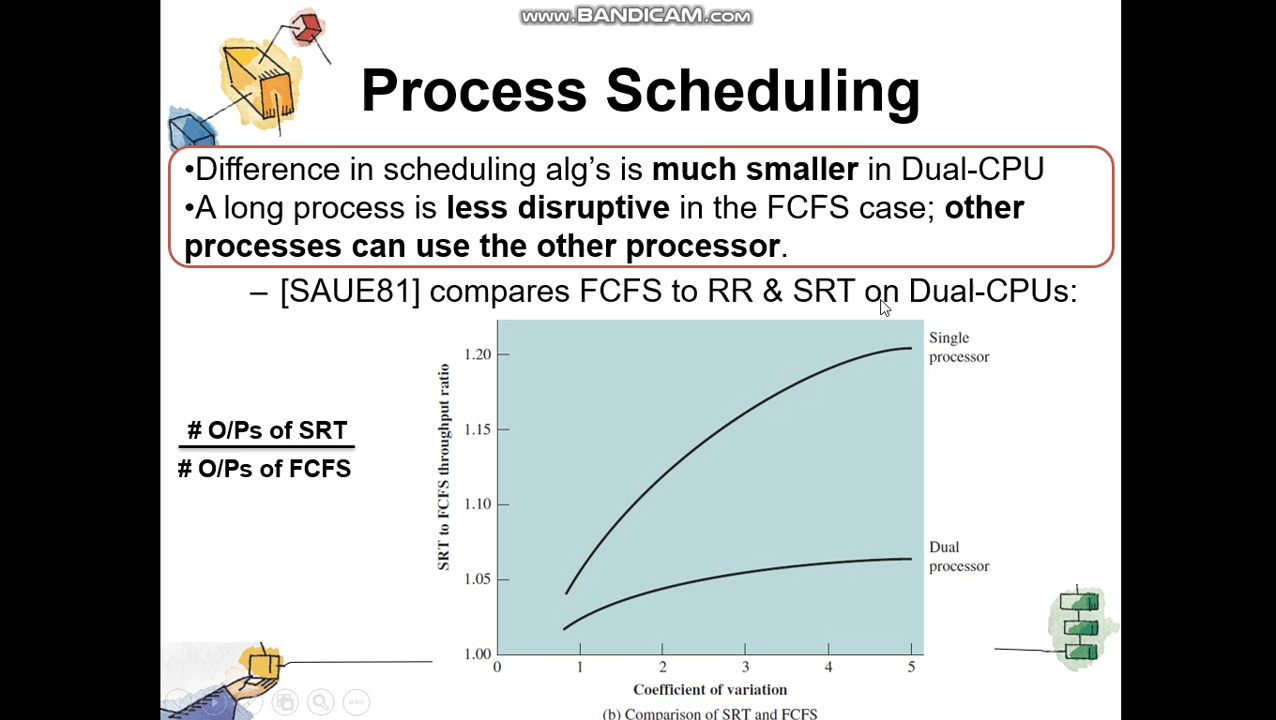 www.BANDICAM.com
Process Scheduling
•Difference in scheduling alg’s is much smaller in Dual-CPU
•A long process is less disruptive in the FCFS case; other
processes can use the other processor.
– [SAUE81] compares FCFS to RR & SRT on Dual-CPUs:
# O/Ps of SRT
# O/Ps of FCFS
SRT to FCFS throughput ratio
1.20
1.15
1.10
1.05
1.00
0 1 2 3 4 5
Single
processor
Dual
processor
Coefficient of variation
(b) Comparison of SRT and FCFS